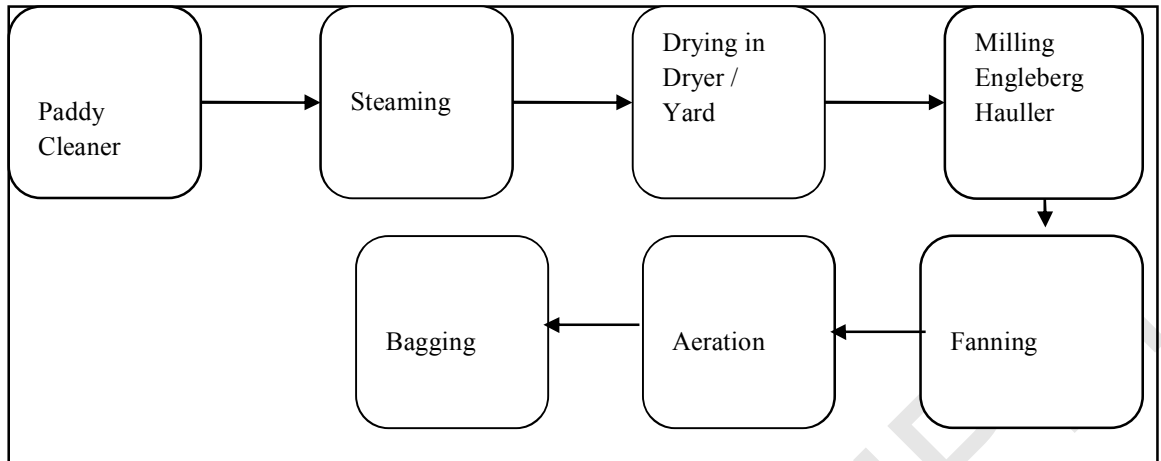 Paddy
Cleaner
Steaming
Drying in
Dryer /
Yard
Milling
Engleberg
Hauller
Fanning
Aeration
Bagging